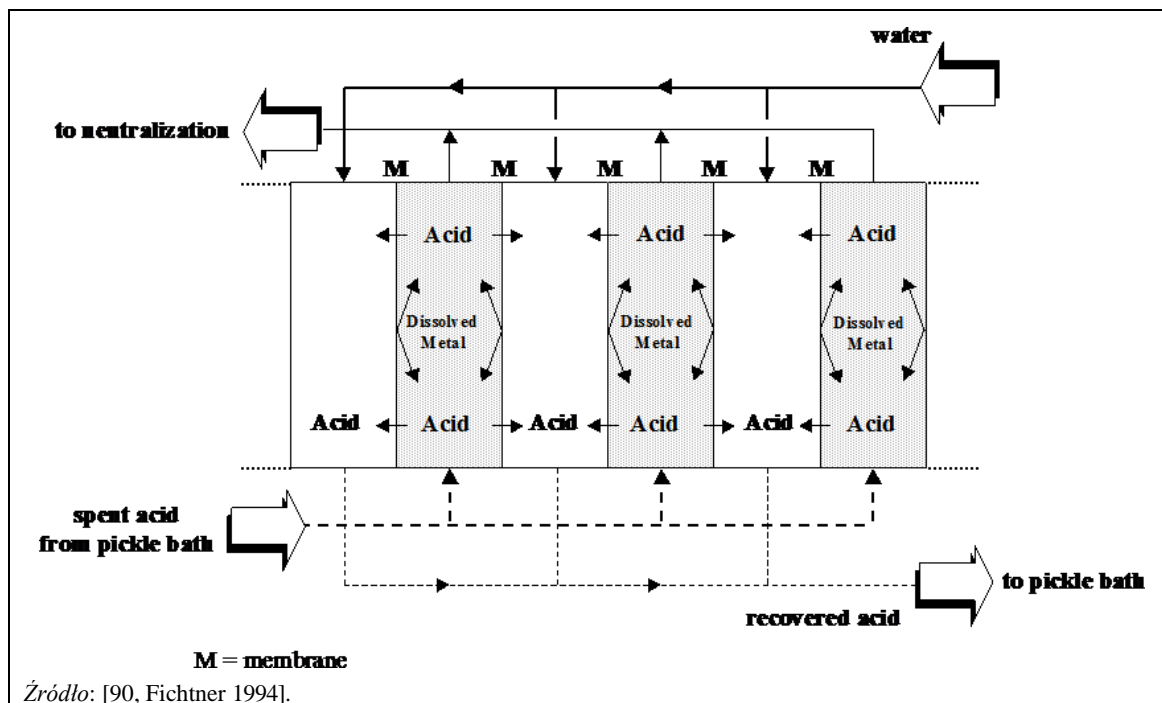 water
to neutralization
M M M M M
Acid Acid Acid
Dissolved Dissolved Dissolved
Metal Metal Metal
Acid Acid Acid Acid Acid Acid
spent acid
from pickle bath
to pickle bath
recovered acid
M = membrane
Źródło: [90, Fichtner 1994].